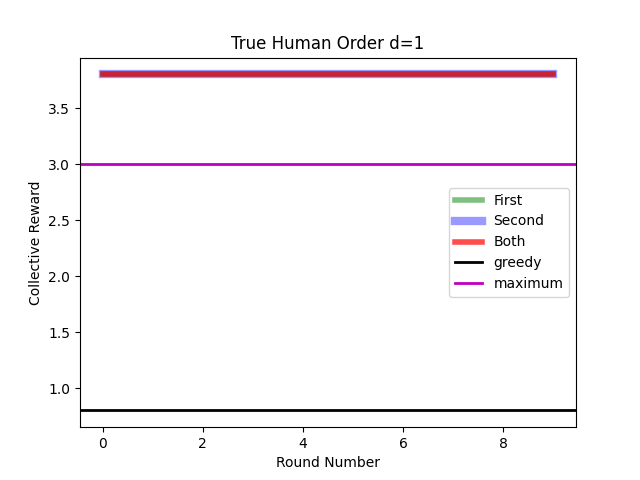 True Human Order d=1
Collective Reward
3.5
3.0
2.5
2.0
1.5
1.0
First
Second
Both
greedy
maximum
0 2 4 6 8
Round Number